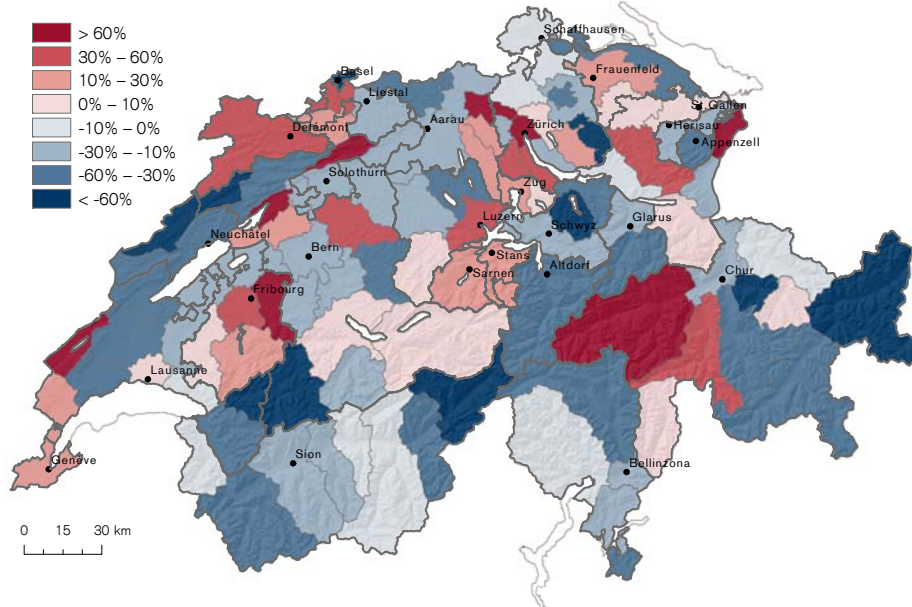 > 60%
30% – 60%
10% – 30%
0% – 10%
-10% – 0%
-30% – -10%
-60% – -30%
< -60%
Schaffhausen
Basel
Frauenfeld
Liestal
St.Gallen
Aarau
Zürich
Herisau
Delémont
Appenzell
Solothurn
Zug
Luzern
Glarus
Schwyz
Neuchâtel
Bern
Stans
Sarnen
Altdorf
Chur
Fribourg
Lausanne
Sion
Genève
Bellinzona
0 15 30 km